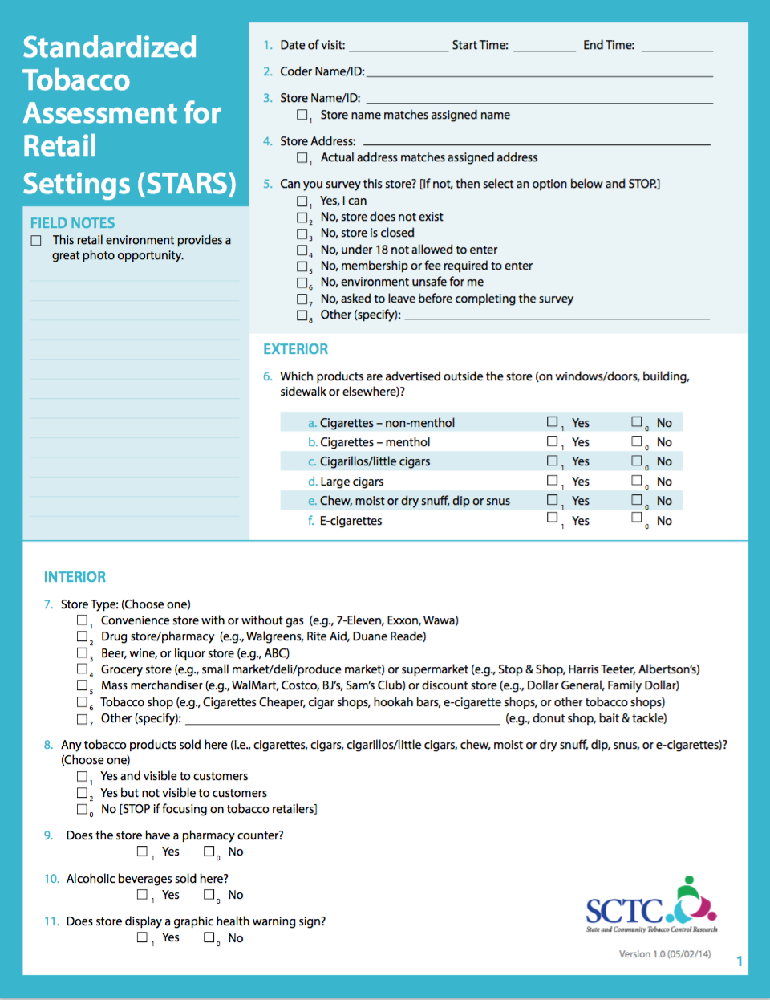 Standardized
Tobacco
Assessment for
Retail
Settings (STARS)
FIELD NOTES
This retail environment provides a
great photo opportunity.
1. Date of visit: Start Time: End Time:
2. Coder Name/ID:
3. Store Name/ID:
1 Store name matches assigned name
4. Store Address:
1 Actual address matches assigned address
5. Can you survey this store? [If not, then select an option below and STOP.]
1 Yes, I can
2 No, store does not exist
3 No, store is closed
4 No, under 18 not allowed to enter
5 No, membership or fee required to enter
6 No, environment unsafe for me
7 No, asked to leave before completing the survey
8 Other (specify):
EXTERIOR
6. Which products are advertised outside the store (on windows/doors, building,
sidewalk or elsewhere)?
a. Cigarettes – non-menthol 1 Yes 0 No
b. Cigarettes – menthol 1 Yes 0 No
c. Cigarillos/little cigars 1 Yes 0 No
d. Large cigars 1 Yes 0 No
e. Chew, moist or dry snuff, dip or snus 1 Yes 0 No
f. E-cigarettes 1 Yes 0 No
INTERIOR
7. Store Type: (Choose one)
1 Convenience store with or without gas (e.g., 7-Eleven, Exxon, Wawa)
2 Drug store/pharmacy (e.g., Walgreens, Rite Aid, Duane Reade)
3 Beer, wine, or liquor store (e.g., ABC)
4 Grocery store (e.g., small market/deli/produce market) or supermarket (e.g., Stop & Shop, Harris Teeter, Albertson's)
5 Mass merchandiser (e.g., WalMart, Costco, BJ's, Sam's Club) or discount store (e.g., Dollar General, Family Dollar)
6 Tobacco shop (e.g., Cigarettes Cheaper, cigar shops, hookah bars, e-cigarette shops, or other tobacco shops)
7 Other (specify): (e.g., donut shop, bait & tackle)
8. Any tobacco products sold here (i.e., cigarettes, cigars, cigarillos/little cigars, chew, moist or dry snuff, dip, snus, or e-cigarettes)?
(Choose one)
1 Yes and visible to customers
2 Yes but not visible to customers
0 No [STOP if focusing on tobacco retailers]
9. Does the store have a pharmacy counter?
1 Yes 0 No
10. Alcoholic beverages sold here?
1 Yes 0 No
11. Does store display a graphic health warning sign?
1 Yes 0 No
SCTC
State and Community Tobacco Control Research
Version 1.0 (05/02/14)
1